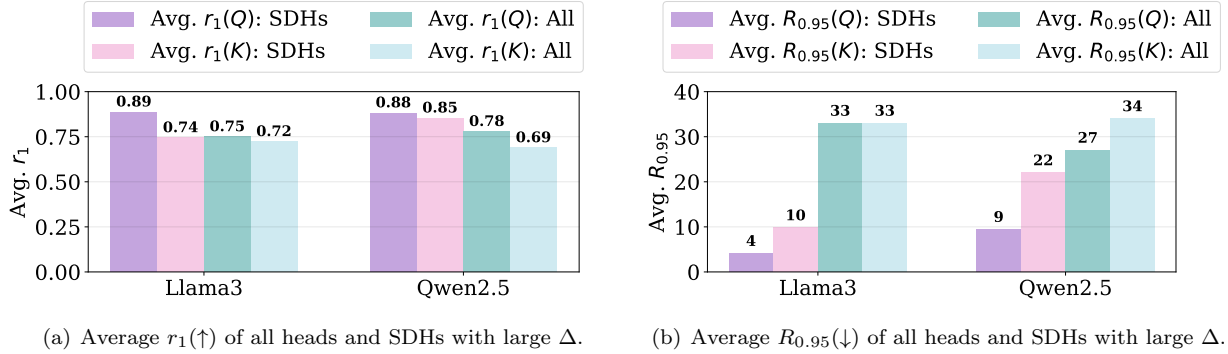 Avg. r₁(Q): SDHs
Avg. r₁(K): SDHs
Avg. r₁(Q): All
Avg. r₁(K): All
1.00
0.75
0.50
0.25
0.00
Avg. r₁
0.89
0.74
0.75
0.72
0.88
0.85
0.78
0.69
Llama3
Qwen2.5
(a) Average r₁(↑) of all heads and SDHs with large Δ.
Avg. R₀.₉₅(Q): SDHs
Avg. R₀.₉₅(K): SDHs
Avg. R₀.₉₅(Q): All
Avg. R₀.₉₅(K): All
40
30
20
10
0
Avg. R₀.₉₅
4
10
33
33
9
22
27
34
Llama3
Qwen2.5
(b) Average R₀.₉₅(↓) of all heads and SDHs with large Δ.